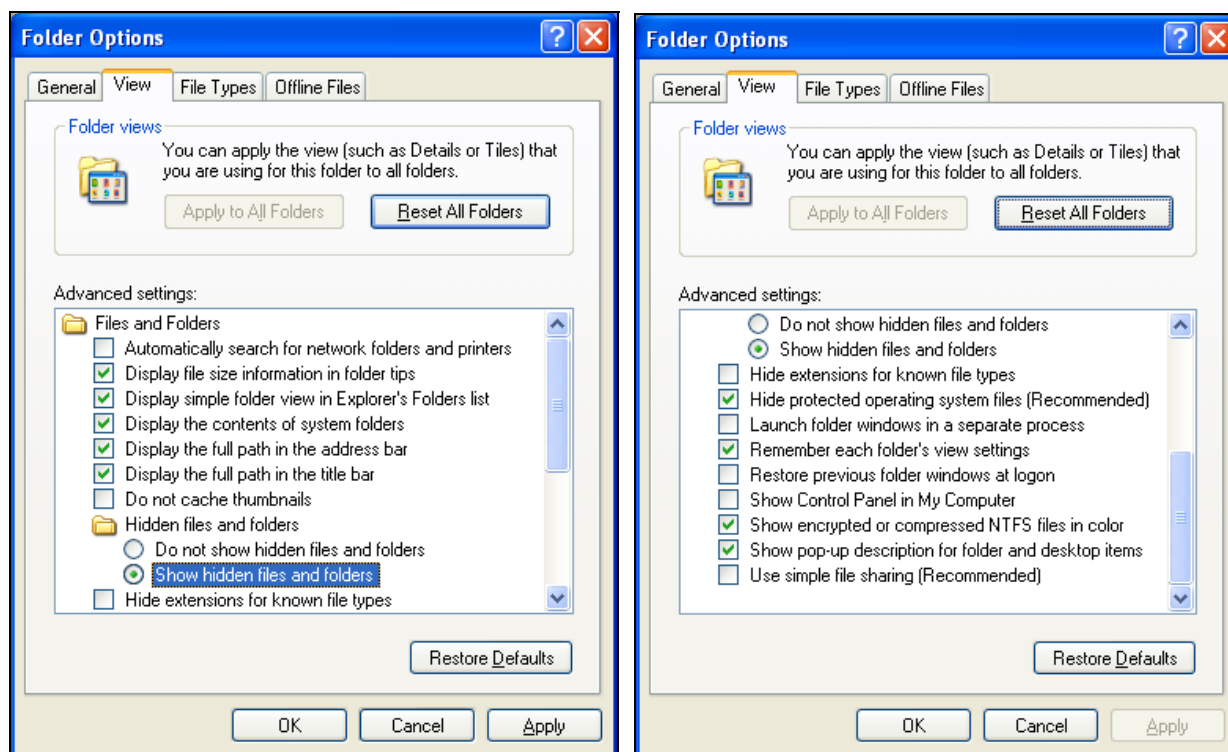 Folder Options
General View File Types Offline Files
Folder views
You can apply the view (such as Details or Tiles) that
you are using for this folder to all folders.
Apply to All Folders Reset All Folders
Advanced settings:
Files and Folders
Automatically search for network folders and printers
Display file size information in folder tips
Display simple folder view in Explorer's Folders list
Display the contents of system folders
Display the full path in the address bar
Display the full path in the title bar
Do not cache thumbnails
Hidden files and folders
Do not show hidden files and folders
Show hidden files and folders
Hide extensions for known file types
Restore Defaults
OK Cancel Apply
Folder Options
General View File Types Offline Files
Folder views
You can apply the view (such as Details or Tiles) that
you are using for this folder to all folders.
Apply to All Folders Reset All Folders
Advanced settings:
Do not show hidden files and folders
Show hidden files and folders
Hide extensions for known file types
Hide protected operating system files (Recommended)
Launch folder windows in a separate process
Remember each folder's view settings
Restore previous folder windows at logon
Show Control Panel in My Computer
Show encrypted or compressed NTFS files in color
Show pop-up description for folder and desktop items
Use simple file sharing (Recommended)
Restore Defaults
OK Cancel Apply